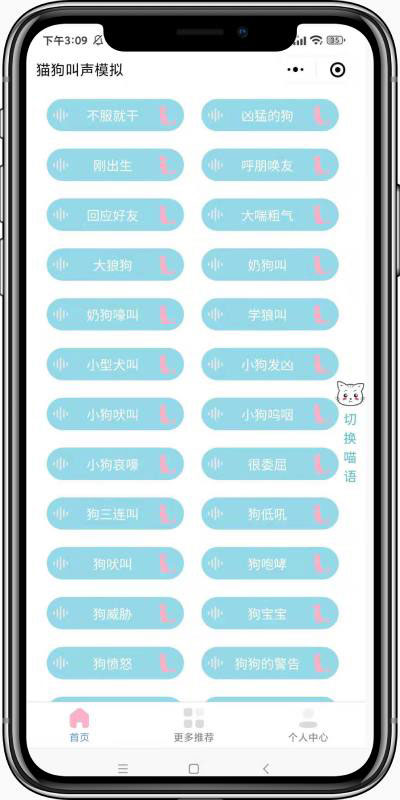 下午3:09
85
猫狗叫声模拟
不服就干
凶猛的狗
刚出生
呼朋唤友
回应好友
大喘粗气
大狼狗
奶狗叫
奶狗嚎叫
学狼叫
小型犬叫
小狗发凶
小狗吠叫
小狗呜咽
小狗哀嚎
很委屈
狗三连叫
狗低吼
狗吠叫
狗咆哮
狗威胁
狗宝宝
狗愤怒
狗狗的警告
切换喵语
首页
更多推荐
个人中心